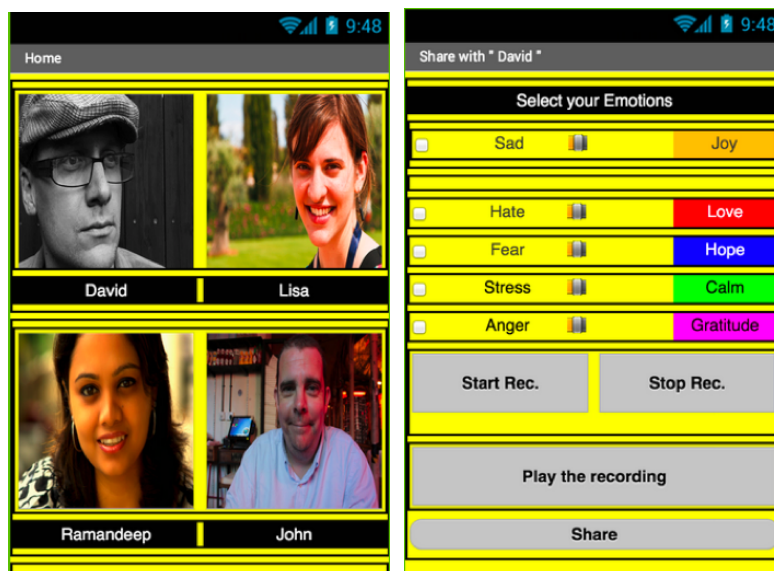 9:48
Home
David Lisa
Ramandeep John
9:48
Share with " David "
Select your Emotions
Sad Joy
Hate Love
Fear Hope
Stress Calm
Anger Gratitude
Start Rec. Stop Rec.
Play the recording
Share